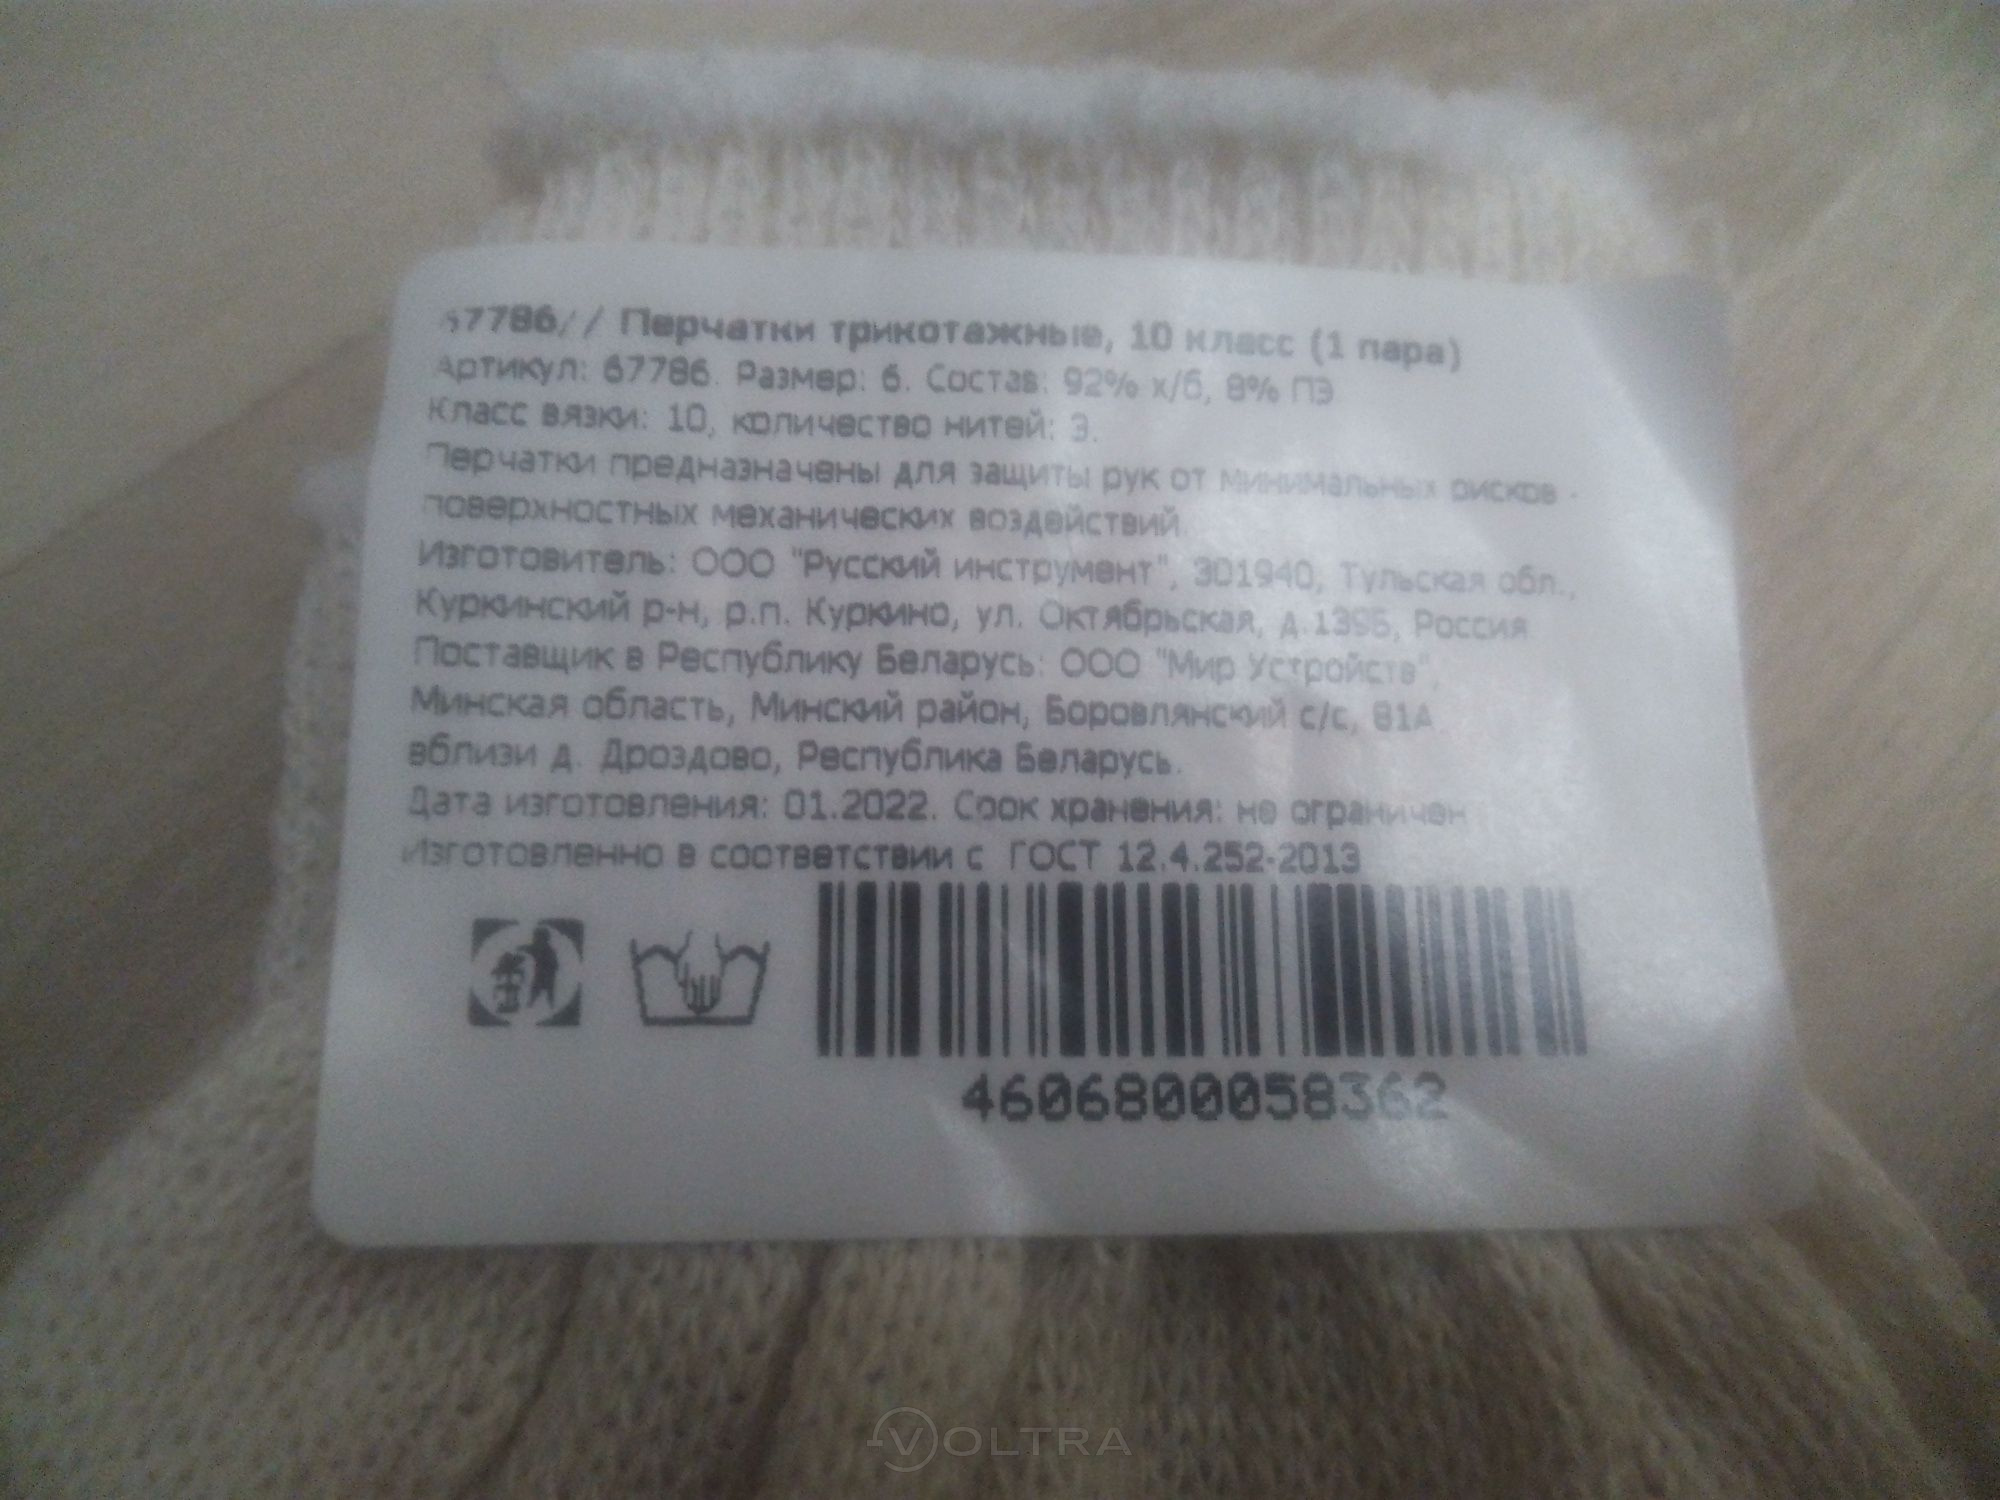 67786// Перчатки трикотажные, 10 класс (1 пара)
Артикул: 67786. Размер: 6. Состав: 92% х/б, 8% ПЭ
Класс вязки: 10, количество нитей: 3.
Перчатки предназначены для защиты рук от минимальных рисков -
поверхностных механических воздействий.
Изготовитель: ООО "Русский инструмент", 301940, Тульская обл.,
Куркинский р-н, р.п. Куркино, ул. Октябрьская, д. Россия
Поставщик в Республику Беларусь: ООО "Мир Устройств",
Минская область, Минский район, Боровлянский с/с, 81А
вблизи д. Дроздово, Республика Беларусь.
Дата изготовления: 01.2022. Срок хранения: не ограничен
Изготовленно в соответствии с ГОСТ 12.4.252-2013
4606800058362
VOLTRA